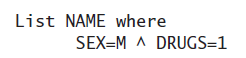 List NAME where
SEX=M ^ DRUGS=1